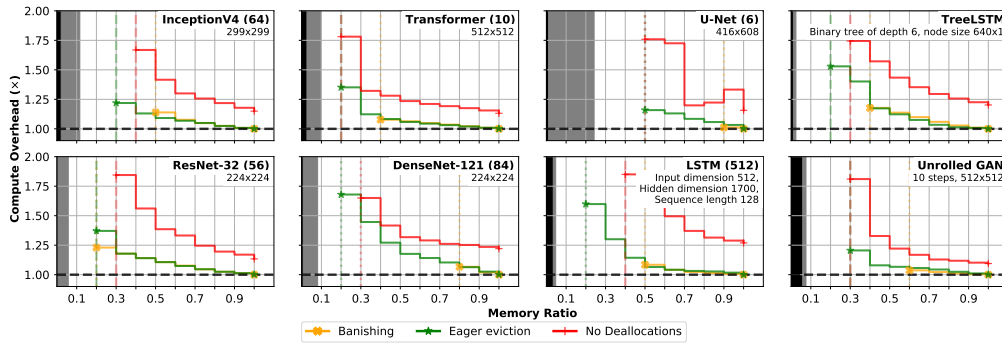 Compute Overhead (×)
2.00
1.75
1.50
1.25
1.00
InceptionV4 (64)
299x299
Transformer (10)
512x512
U-Net (6)
416x608
TreeLSTM
Binary tree of depth 6, node size 640x1
2.00
1.75
1.50
1.25
1.00
ResNet-32 (56)
224x224
DenseNet-121 (84)
224x224
LSTM (512)
Input dimension 512,
Hidden dimension 1700,
Sequence length 128
Unrolled GAN
10 steps, 512x512
0.1 0.3 0.5 0.7 0.9
0.1 0.3 0.5 0.7 0.9
0.1 0.3 0.5 0.7 0.9
0.1 0.3 0.5 0.7 0.9
Memory Ratio
Banishing Eager eviction No Deallocations